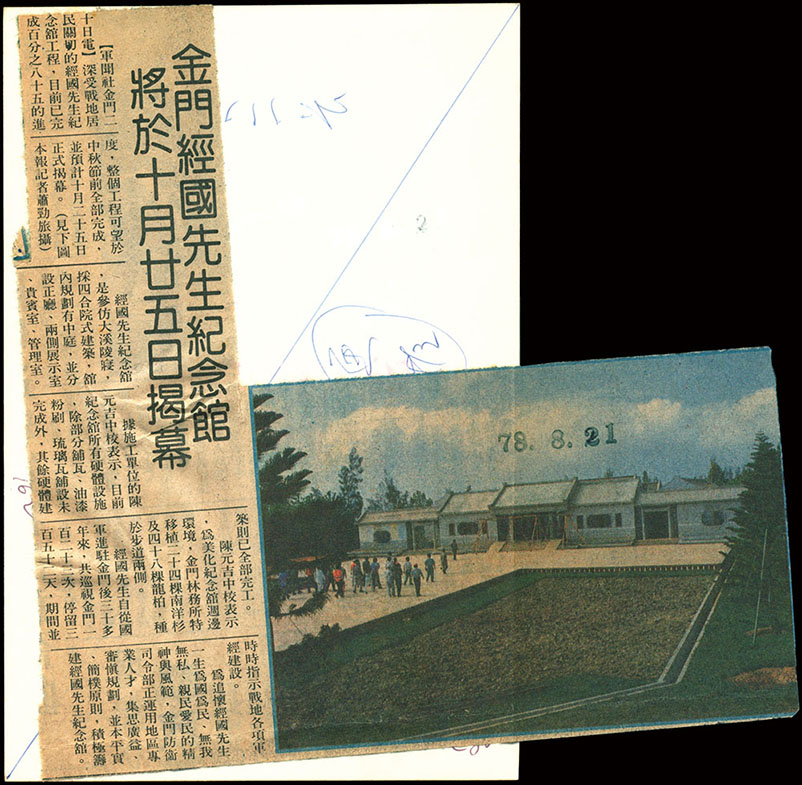 金門經國先生紀念館
將於十月廿五日揭幕
【軍聞社金門二
十日電】深受戰地居
民關切的經國先生紀
念館工程，目前已完
成百分之八十五的進
度，整個工程可望於
中秋節前全部完成，
並預計十月二十五日
正式揭幕。（見下圖
本報記者蕭勁旅攝）
經國先生紀念館
，是參仿大溪陵寢，
採四合院式建築，館
內規劃有中庭，並分
設正廳、兩側展示室
、貴賓室、管理室。
據施工單位的陳
元吉中校表示，目前
紀念館所有硬體設施
，除部分舖瓦、油漆
粉刷、琉璃瓦舖設未
完成外，其餘硬體建
築則已全部完工。
陳元吉中校表示
，為美化紀念館週邊
環境，金門林務所特
移植二十四棵南洋杉
及四十八棵龍柏，種
於步道兩側。
經國先生自從國
軍進駐金門後三十多
年來，共巡視金門一
百二十三次，停留三
百五十二天，期間並
時時指示戰地各項軍
經建設。
為追懷經國先生
一生為國為民、無我
無私、親民愛民的精
神與風範，金門防衛
司令部正運用地區專
業人才，集思廣益、
審慎規劃，並本平實
、簡樸原則，積極籌
建經國先生紀念館。
78. 8. 21
2